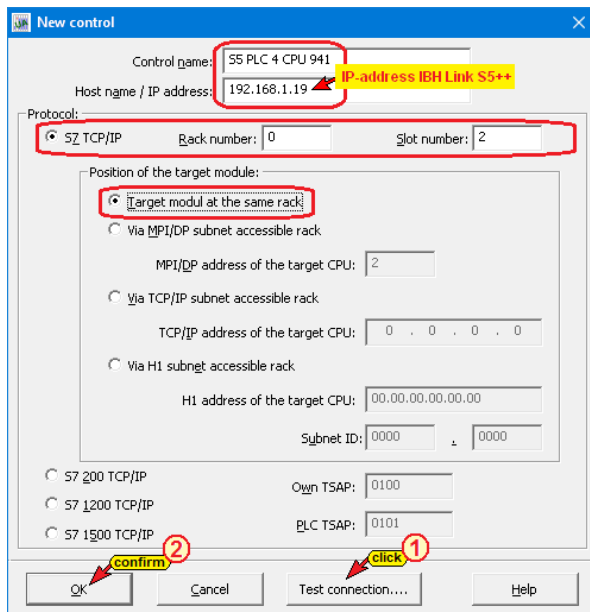 New control
Control name: S5 PLC 4 CPU 941
Host name / IP address: 192.168.1.19 IP-address IBH Link S5++
Protocol:
S7 TCP/IP Rack number: 0 Slot number: 2
Position of the target module:
Target modul at the same rack
Via MPI/DP subnet accessible rack
MPI/DP address of the target CPU: 2
Via TCP/IP subnet accessible rack
TCP/IP address of the target CPU: 0 . 0 . 0 . 0
Via H1 subnet accessible rack
H1 address of the target CPU: 00.00.00.00.00.00
Subnet ID: 0000 . 0000
S7 200 TCP/IP Own TSAP: 0100
S7 1200 TCP/IP
S7 1500 TCP/IP PLC TSAP: 0101
confirm 2 click 1
OK Cancel Test connection.... Help